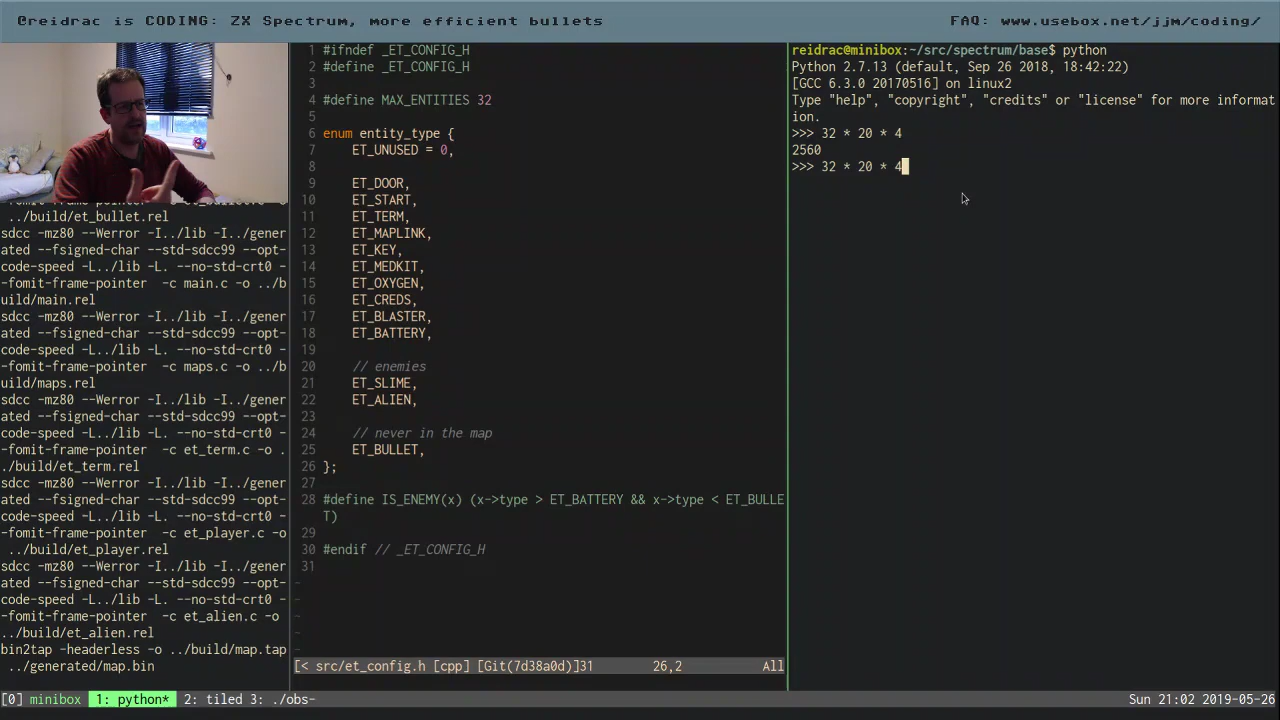 @reidrac is CODING: ZX Spectrum, more efficient bullets
FAQ: www.usebox.net/jjm/coding/
../build/et_bullet.rel
sdcc -mz80 --Werror -I../lib -I../gener
ated --fsigned-char --std-sdcc99 --opt-
code-speed -L../lib -L. --no-std-crt0 -
-fomit-frame-pointer  -c main.c -o ../b
uild/main.rel
sdcc -mz80 --Werror -I../lib -I../gener
ated --fsigned-char --std-sdcc99 --opt-
code-speed -L../lib -L. --no-std-crt0 -
-fomit-frame-pointer  -c maps.c -o ../b
uild/maps.rel
sdcc -mz80 --Werror -I../lib -I../gener
ated --fsigned-char --std-sdcc99 --opt-
code-speed -L../lib -L. --no-std-crt0 -
-fomit-frame-pointer  -c et_term.c -o .
./build/et_term.rel
sdcc -mz80 --Werror -I../lib -I../gener
ated --fsigned-char --std-sdcc99 --opt-
code-speed -L../lib -L. --no-std-crt0 -
-fomit-frame-pointer  -c et_player.c -o
../build/et_player.rel
sdcc -mz80 --Werror -I../lib -I../gener
ated --fsigned-char --std-sdcc99 --opt-
code-speed -L../lib -L. --no-std-crt0 -
-fomit-frame-pointer  -c et_alien.c -o
../build/et_alien.rel
bin2tap -headerless -o ../build/map.tap
../generated/map.bin
1 #ifndef _ET_CONFIG_H
2 #define _ET_CONFIG_H
3
4 #define MAX_ENTITIES 32
5
6 enum entity_type {
7     ET_UNUSED = 0,
8
9     ET_DOOR,
10     ET_START,
11     ET_TERM,
12     ET_MAPLINK,
13     ET_KEY,
14     ET_MEDKIT,
15     ET_OXYGEN,
16     ET_CREDS,
17     ET_BLASTER,
18     ET_BATTERY,
19
20     // enemies
21     ET_SLIME,
22     ET_ALIEN,
23
24     // never in the map
25     ET_BULLET,
26 };
27
28 #define IS_ENEMY(x) (x->type > ET_BATTERY && x->type < ET_BULLE
T)
29
30 #endif // _ET_CONFIG_H
31
~
~
~
~
~
[< src/et_config.h [cpp] [Git(7d38a0d)]31 26,2 All
reidrac@minibox:~/src/spectrum/base$ python
Python 2.7.13 (default, Sep 26 2018, 18:42:22)
[GCC 6.3.0 20170516] on linux2
Type "help", "copyright", "credits" or "license" for more informat
ion.
>>> 32 * 20 * 4
2560
>>> 32 * 20 * 4
[0] minibox 1: python* 2: tiled 3: ./obs- Sun 21:02 2019-05-26